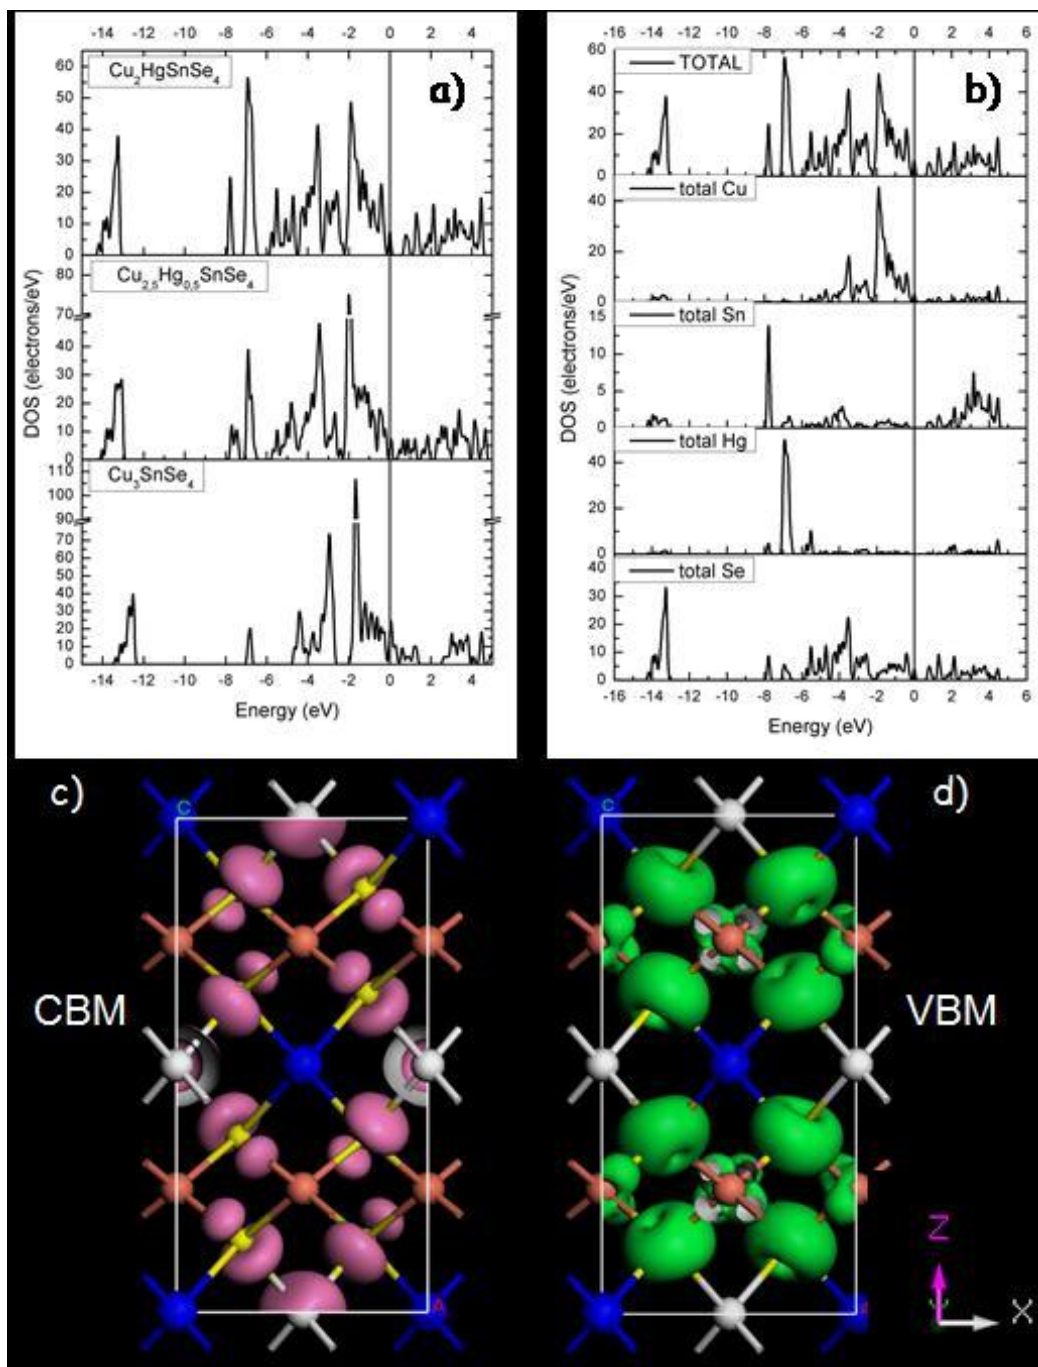 -14 -12 -10 -8 -6 -4 -2 0 2 4
Cu2HgSnSe4
a)
60
50
40
30
20
10
0
Cu2,5Hg0,5SnSe4
80
70
40
30
20
10
0
Cu3SnSe4
110
100
90
70
60
50
40
30
20
10
0
DOS (electrons/eV)
-14 -12 -10 -8 -6 -4 -2 0 2 4
Energy (eV)
-16 -14 -12 -10 -8 -6 -4 -2 0 2 4 6
TOTAL
b)
60
40
20
0
total Cu
40
20
0
total Sn
15
10
5
0
total Hg
40
20
0
total Se
30
20
10
0
DOS (electrons/eV)
-16 -14 -12 -10 -8 -6 -4 -2 0 2 4 6
Energy (eV)
c)
C
CBM
A
d)
C
VBM
Z
X